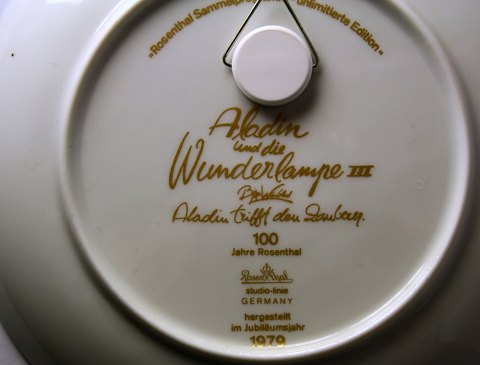 "Rosenthal Sammelprogramm - unlimitierte Edition"
Aladin
und die
Wunderlampe III
Aladin trifft den Zauberer.
100
Jahre Rosenthal
Rosenthal
studio-linie
GERMANY
hergestellt
im Jubiläumsjahr
1979